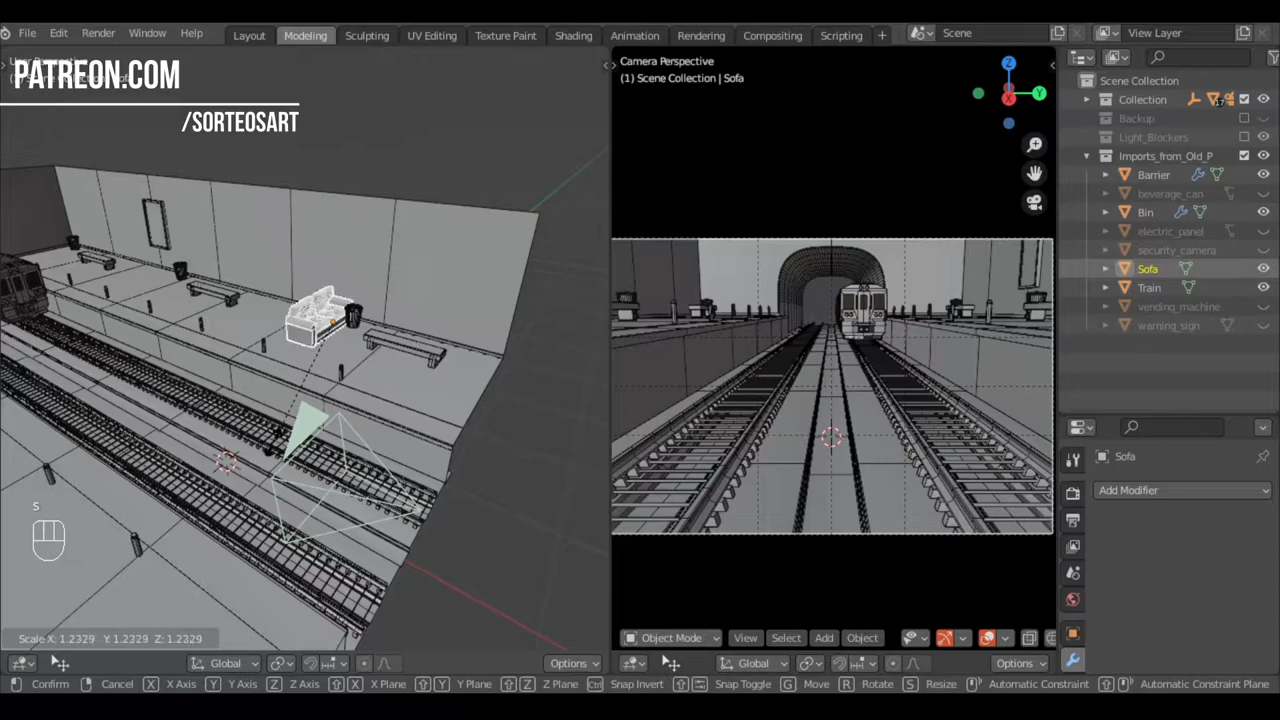 File Edit Render Window Help
Layout Modeling Sculpting UV Editing Texture Paint Shading Animation Rendering Compositing Scripting +
Scene
View Layer
PATREON.COM
/SORTEOSART
Camera Perspective
(1) Scene Collection | Sofa
Z
Y
X
Scene Collection
Collection
17
Backup
Light_Blockers
Imports_from_Old_P
Barrier
beverage_can
Bin
electric_panel
security_camera
Sofa
Train
vending_machine
warning_sign
Sofa
Add Modifier
S
Scale X: 1.2329 Y: 1.2329 Z: 1.2329
Object Mode View Select Add Object
Global Options
Global Options
Confirm Cancel X X Axis Y Y Axis Z Z Axis X X Plane Y Y Plane Z Z Plane Ctrl Snap Invert Snap Toggle G Move R Rotate S Resize Automatic Constraint Automatic Constraint Plane